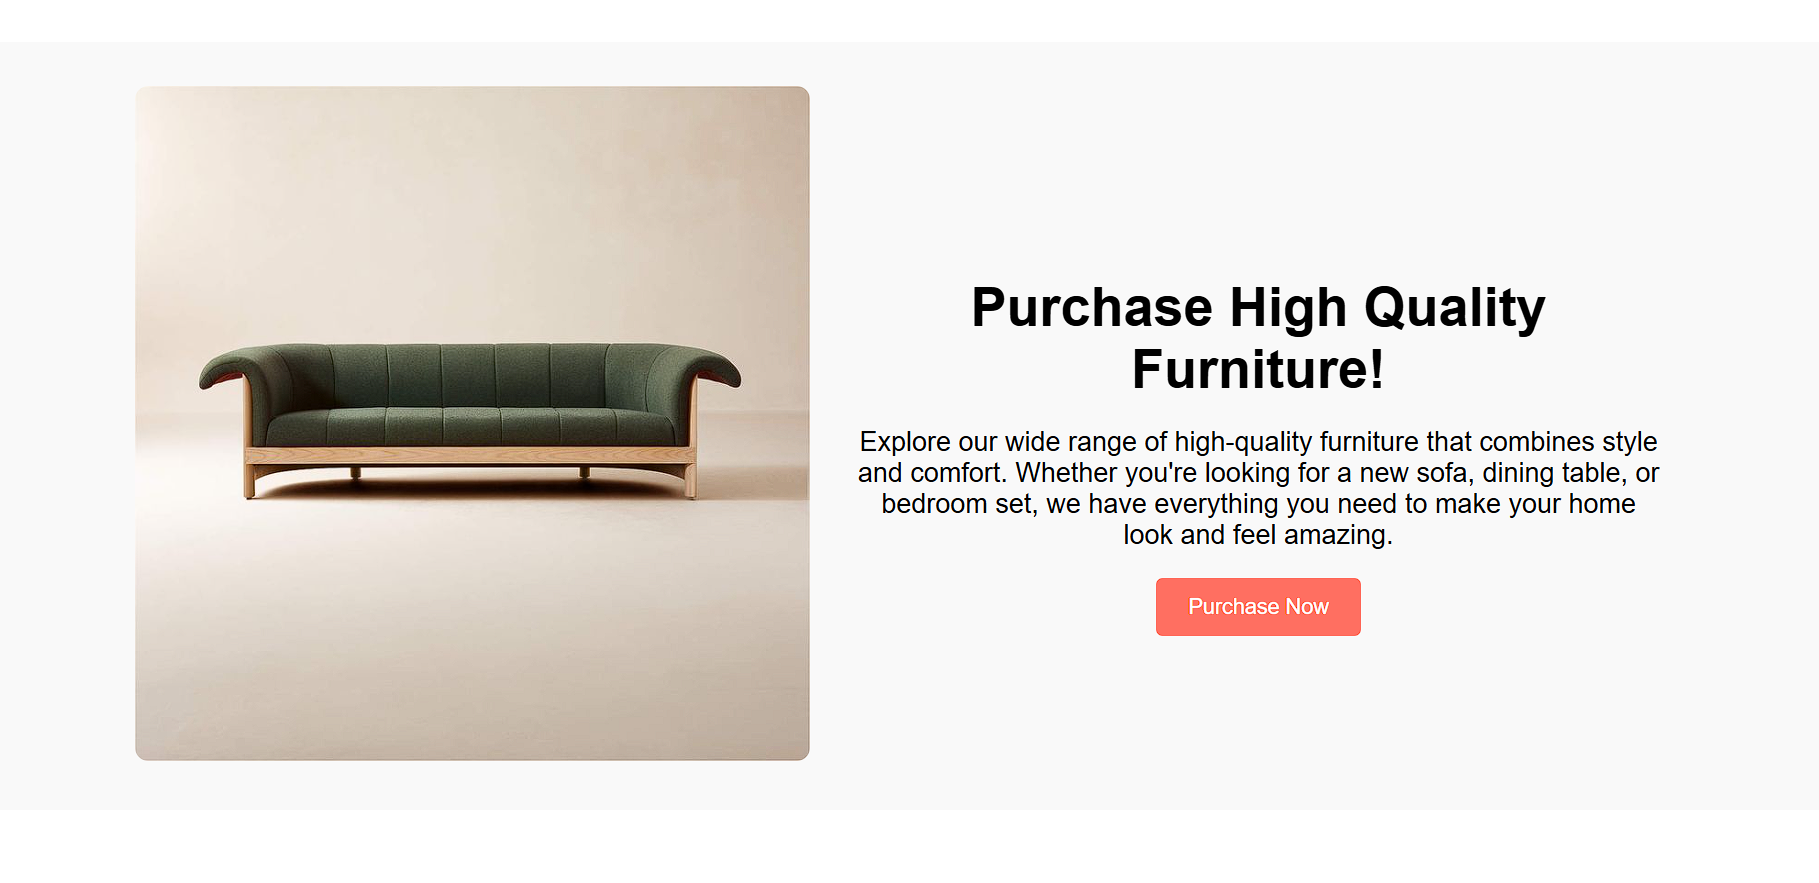 Purchase High Quality
Furniture!
Explore our wide range of high-quality furniture that combines style
and comfort. Whether you're looking for a new sofa, dining table, or
bedroom set, we have everything you need to make your home
look and feel amazing.
Purchase Now